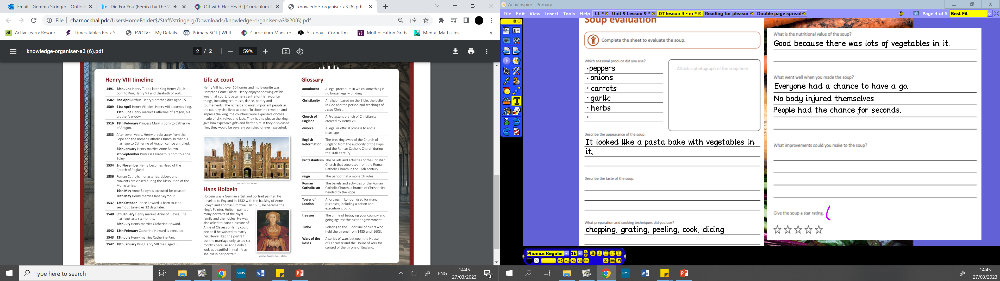 Email - Gemma Stringer - Outloo
Die For You (Remix) by The W
Off with Her Head! | Curriculum M
knowledge-organiser-a3 (6).pdf
File | charnockhallpdc/UsersHomeFolder$/Staff/stringerg/Downloads/knowledge-organiser-a3%20(6).pdf
ActiveLearn: Resour...
Times Tables Rock S...
EVOLVE - My Details
Primary SOL | Whit...
Curriculum Maestro
5-a-day – Corbettm...
Multiplication Grids
Mental Maths Test...
knowledge-organiser-a3 (6).pdf
2 / 2
59%
Henry VIII timeline
1491 28th June Henry Tudor, later King Henry VIII, is
born to King Henry VII and Elizabeth of York.
1502 2nd April Arthur, Henry's brother, dies aged 15.
1509 21st April Henry VII, dies. Henry VIII becomes king.
11th June Henry marries Catherine of Aragon, his
brother's widow.
1516 18th February Princess Mary is born to Catherine
of Aragon.
1533 After seven years, Henry breaks away from the
Pope and the Roman Catholic Church so that his
marriage to Catherine of Aragon can be annulled.
25th January Henry marries Anne Boleyn.
7th September Princess Elizabeth is born to Anne
Boleyn.
1534 3rd November Henry becomes Head of the
Church of England.
1536 Roman Catholic monasteries, abbeys and
convents are closed during the Dissolution of the
Monasteries.
19th May Anne Boleyn is executed for treason.
30th May Henry marries Jane Seymour.
1537 12th October Prince Edward is born to Jane
Seymour. Jane dies 12 days later.
1540 6th January Henry marries Anne of Cleves. The
marriage lasts six months.
28th July Henry marries Catherine Howard.
1542 13th February Catherine Howard is executed.
1543 12th July Henry marries Catherine Parr.
1547 28th January King Henry VIII dies, aged 55.
Life at court
Henry VIII had over 60 homes and his favourite was
Hampton Court Palace. Henry enjoyed showing off his
wealth at court. It became a centre for his favourite
things, including art, music, dance, poetry and
tournaments. The richest and most important people in
the country also lived at court. To show their wealth and
impress the king, the courtiers wore expensive clothes
made of silk, velvet and lace. They had to please the king,
give him expensive gifts and flatter him. If they displeased
him, they would be severely punished or even executed.
Hampton Court Palace
Hans Holbein
Holbein was a German artist and portrait painter. He
travelled to England in 1532 with the backing of Anne
Boleyn and Thomas Cromwell. In 1535, he became the
King's Painter. Holbein painted
many portraits of the royal
family and the nobles. He was
also asked to paint a picture of
Anne of Cleves so Henry could
decide if he wanted to marry
her. Henry liked the portrait
but the marriage only lasted six
months because Anne didn't
look as beautiful in real life as
she did in her portrait.
Anne of Cleves by Hans Holbein
Glossary
annulment A legal procedure in which something is
no longer legally binding.
Christianity A religion based on the Bible, the belief
in God and the person and teachings of
Jesus Christ.
Church of England A Protestant branch of Christianity
created by Henry VIII.
divorce A legal or official process to end a
marriage.
English Reformation The breaking away of the Church of
England from the authority of the Pope
and the Roman Catholic Church during
the 16th century.
Protestantism The beliefs and activities of the Christian
Church that separated from the Roman
Catholic Church in the 16th century.
reign The period that a monarch rules.
Roman Catholicism The beliefs and activities of the Roman
Catholic Church, a branch of Christianity
headed by the Pope.
Tower of London A fortress in London used for many
purposes, including a prison and
execution ground.
treason The crime of betraying your country and
going against the ruler or government.
Tudor Relating to the Tudor line of rulers who
held the throne from 1485 until 1603.
Wars of the Roses A series of wars between the House
of Lancaster and the House of York for
control of the throne of England.
Type here to search
SIMS
ENG
14:45
27/03/2023
3
ActivInspire - Primary
File Edit View Insert Tools Help
L1 * Unit 9 Lesson 9 * DT lesson 3 - m * Reading for pleasur Double page spread
Page 4 of 5 Best Fit
Soup evaluation
Complete the sheet to evaluate the soup.
Which seasonal produce did you use?
• peppers
• onions
• carrots
• garlic
• herbs
•
Attach a photograph of the soup here.
Describe the appearance of the soup.
It looked like a pasta bake with vegetables in
it.
Describe the taste of the soup.
What preparation and cooking techniques did you use?
chopping, grating, peeling, cook, dicing
What is the nutritional value of the soup?
Good because there was lots of vegetables in it.
What went well when you made the soup?
Everyone had a chance to have a go.
No body injured themselves
People had the chance for seconds.
What improvements could you make to the soup?
Give the soup a star rating.
Phonics Regular 16
SIMS
14:45
27/03/2023